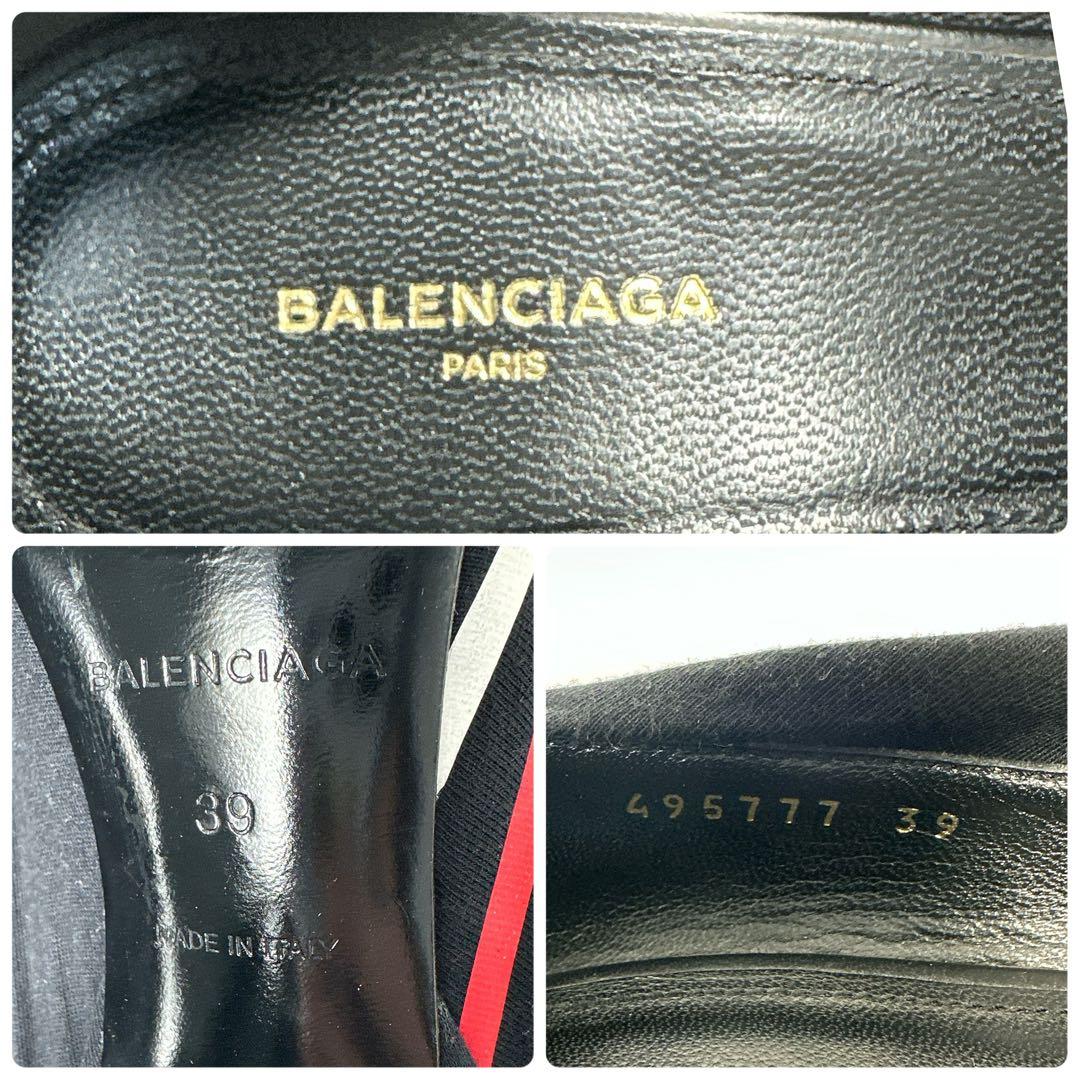 BALENCIAGA
PARIS
BALENCIAGA
39
MADE IN ITALY
495777 39